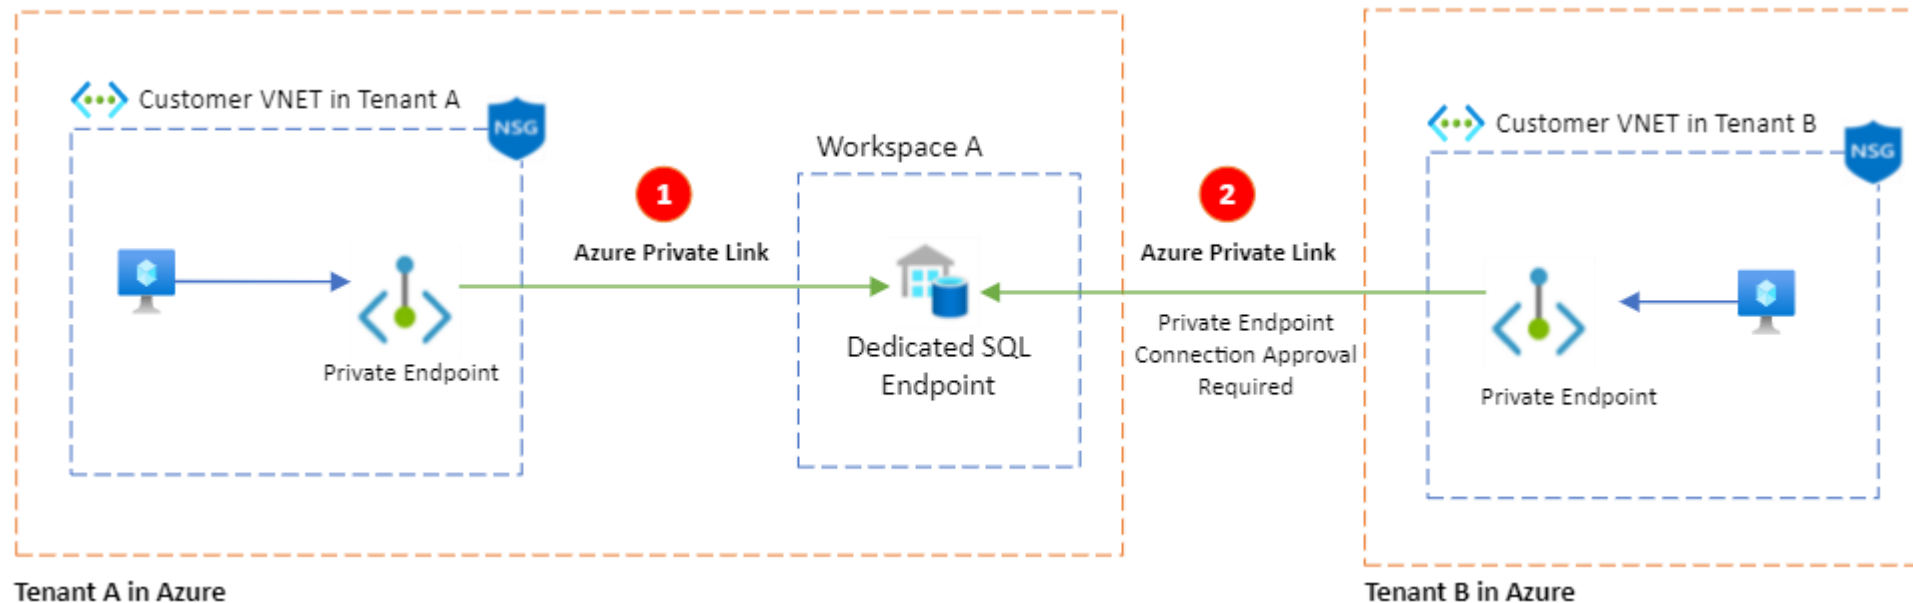 Customer VNET in Tenant A
NSG
1
Azure Private Link
Private Endpoint
Workspace A
Dedicated SQL
Endpoint
2
Azure Private Link
Private Endpoint
Connection Approval
Required
Customer VNET in Tenant B
NSG
Private Endpoint
Tenant A in Azure
Tenant B in Azure